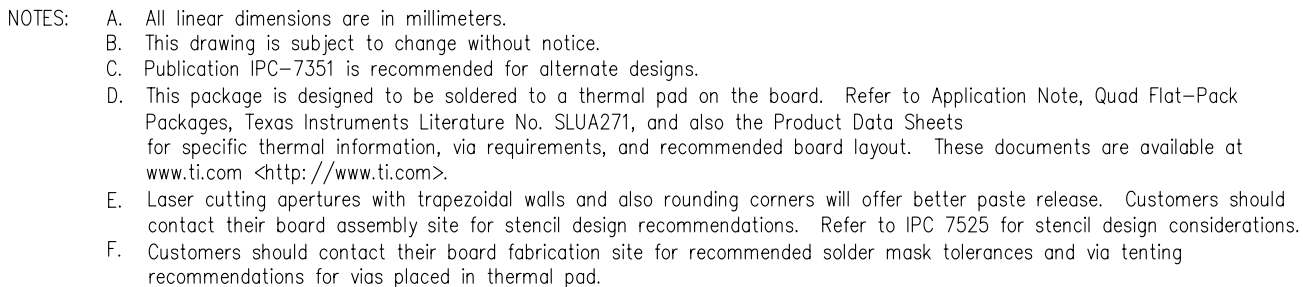 NOTES: A. All linear dimensions are in millimeters.
B. This drawing is subject to change without notice.
C. Publication IPC-7351 is recommended for alternate designs.
D. This package is designed to be soldered to a thermal pad on the board. Refer to Application Note, Quad Flat-Pack
Packages, Texas Instruments Literature No. SLUA271, and also the Product Data Sheets
for specific thermal information, via requirements, and recommended board layout. These documents are available at
www.ti.com <http://www.ti.com>.
E. Laser cutting apertures with trapezoidal walls and also rounding corners will offer better paste release. Customers should
contact their board assembly site for stencil design recommendations. Refer to IPC 7525 for stencil design considerations.
F. Customers should contact their board fabrication site for recommended solder mask tolerances and via tenting
recommendations for vias placed in thermal pad.